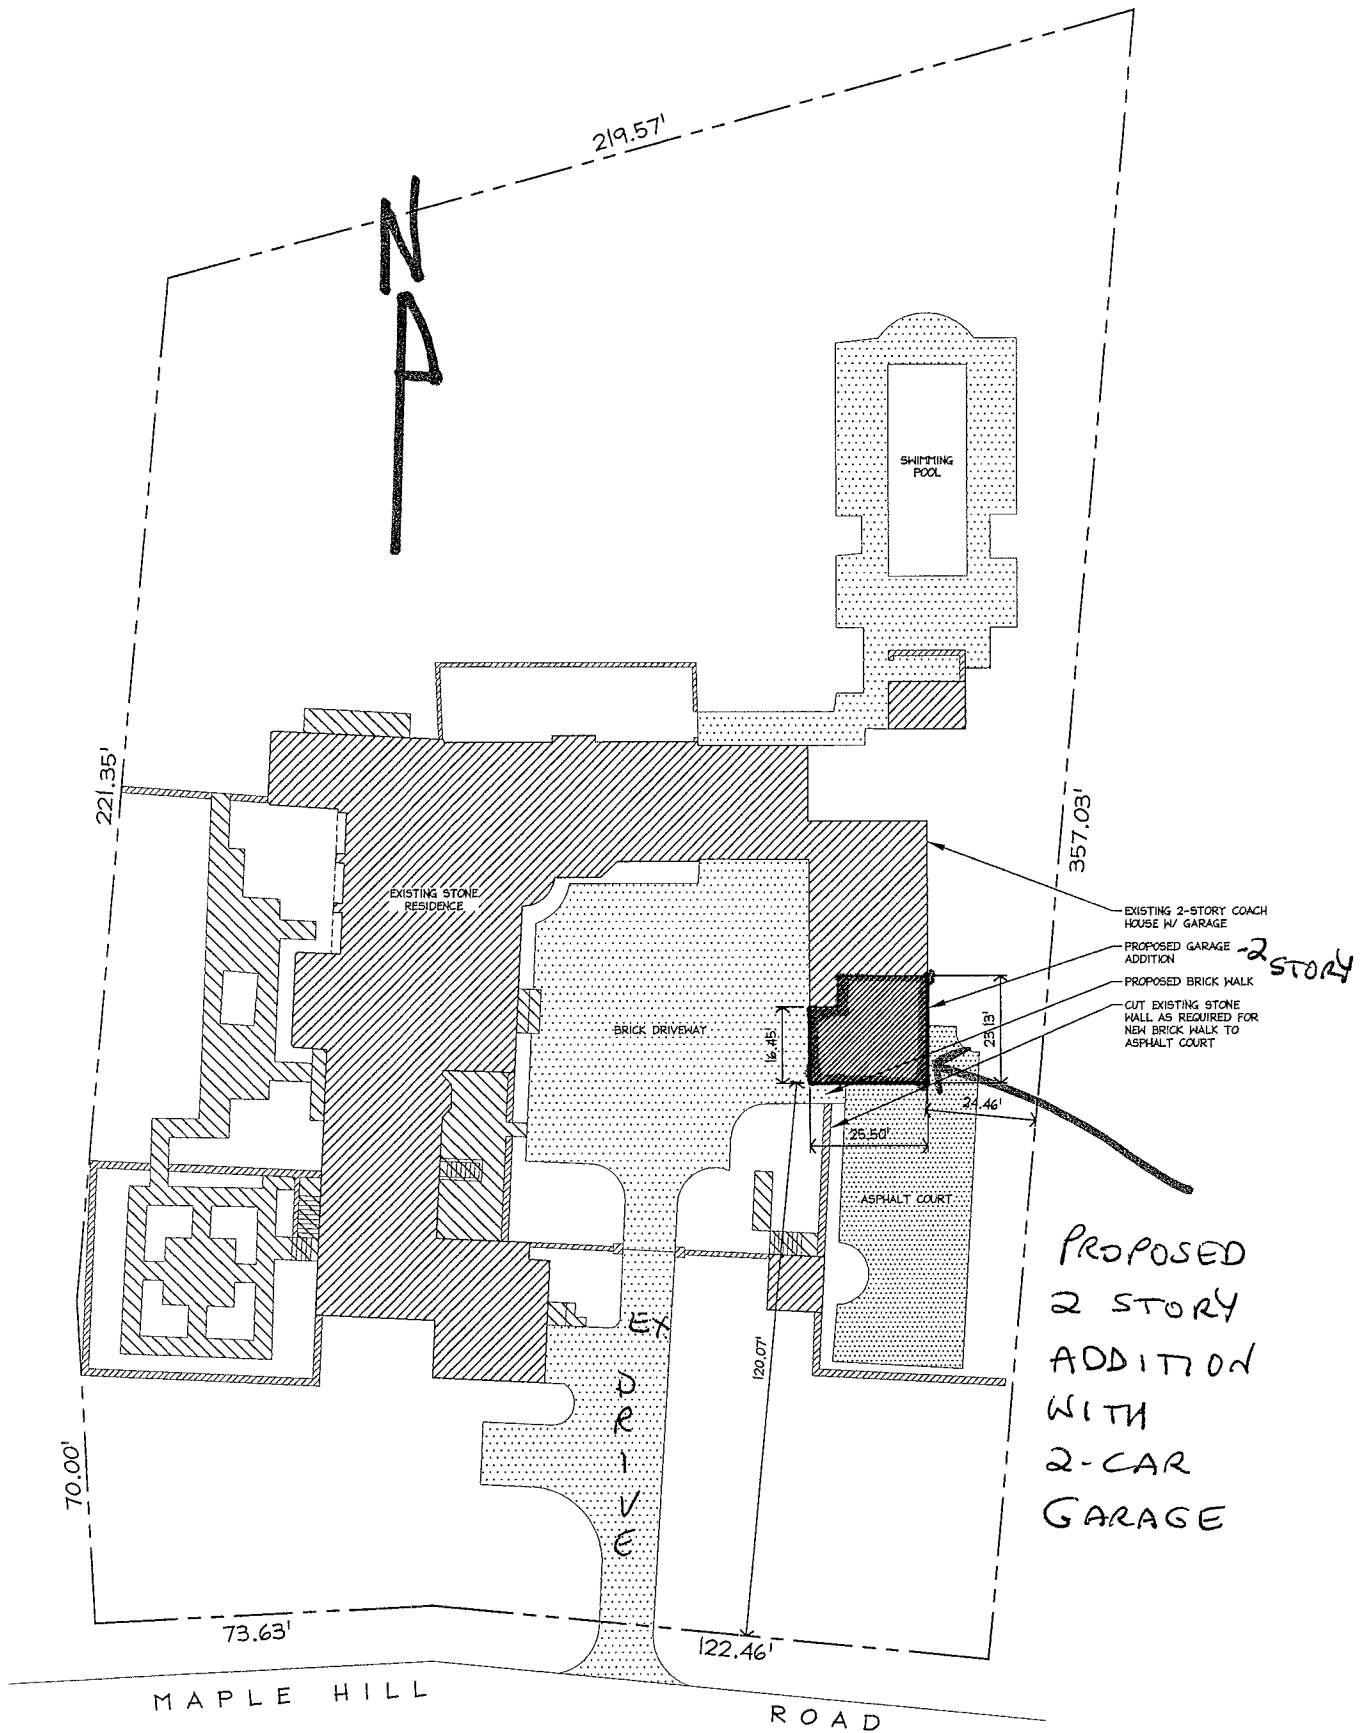 219.57'
N
SWIMMING
POOL
221.35'
357.03'
EXISTING STONE
RESIDENCE
EXISTING 2-STORY COACH
HOUSE W/ GARAGE
PROPOSED GARAGE
ADDITION
-2 STORY
PROPOSED BRICK WALK
CUT EXISTING STONE
WALL AS REQUIRED FOR
NEW BRICK WALK TO
ASPHALT COURT
BRICK DRIVEWAY
16.45'
23.13'
24.46'
25.50'
ASPHALT COURT
PROPOSED
2 STORY
ADDITION
WITH
2-CAR
GARAGE
EX
DRIVE
120.07'
70.00'
73.63'
122.46'
MAPLE HILL
ROAD